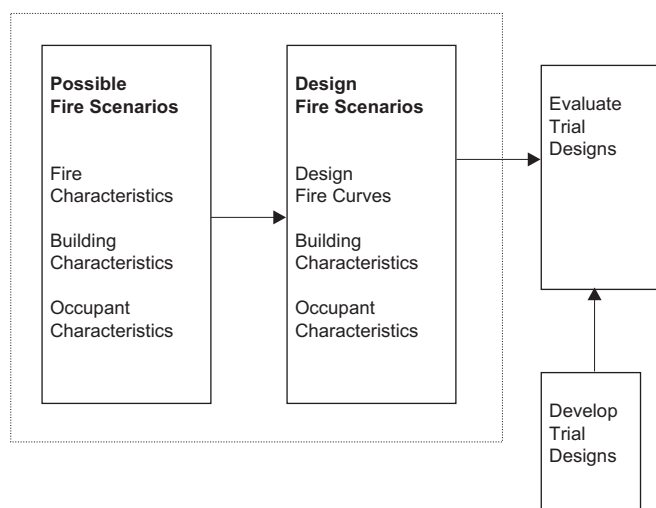 Possible
Fire Scenarios
Fire
Characteristics
Building
Characteristics
Occupant
Characteristics
Design
Fire Scenarios
Design
Fire Curves
Building
Characteristics
Occupant
Characteristics
Evaluate
Trial
Designs
Develop
Trial
Designs